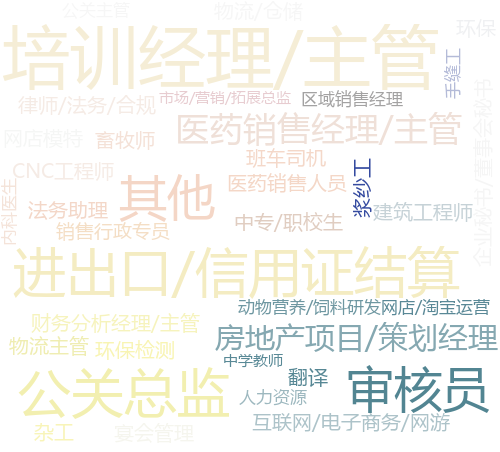 公关主管
物流/仓储
环保
培训经理/主管
手缝工
市场/营销/拓展总监
区域销售经理
律师/法务/合规
企业秘书/董事会秘书
网店模特
畜牧师
医药销售经理/主管
班车司机
CNC工程师
浆纱工
内科医生
其他
医药销售人员
法务助理
中专/职校生
建筑工程师
销售行政专员
进出口/信用证结算
动物营养/饲料研发
网店/淘宝运营
财务分析经理/主管
房地产项目/策划经理
物流主管
环保检测
中学教师
公关总监
翻译
审核员
人力资源
互联网/电子商务/网游
杂工
宴会管理